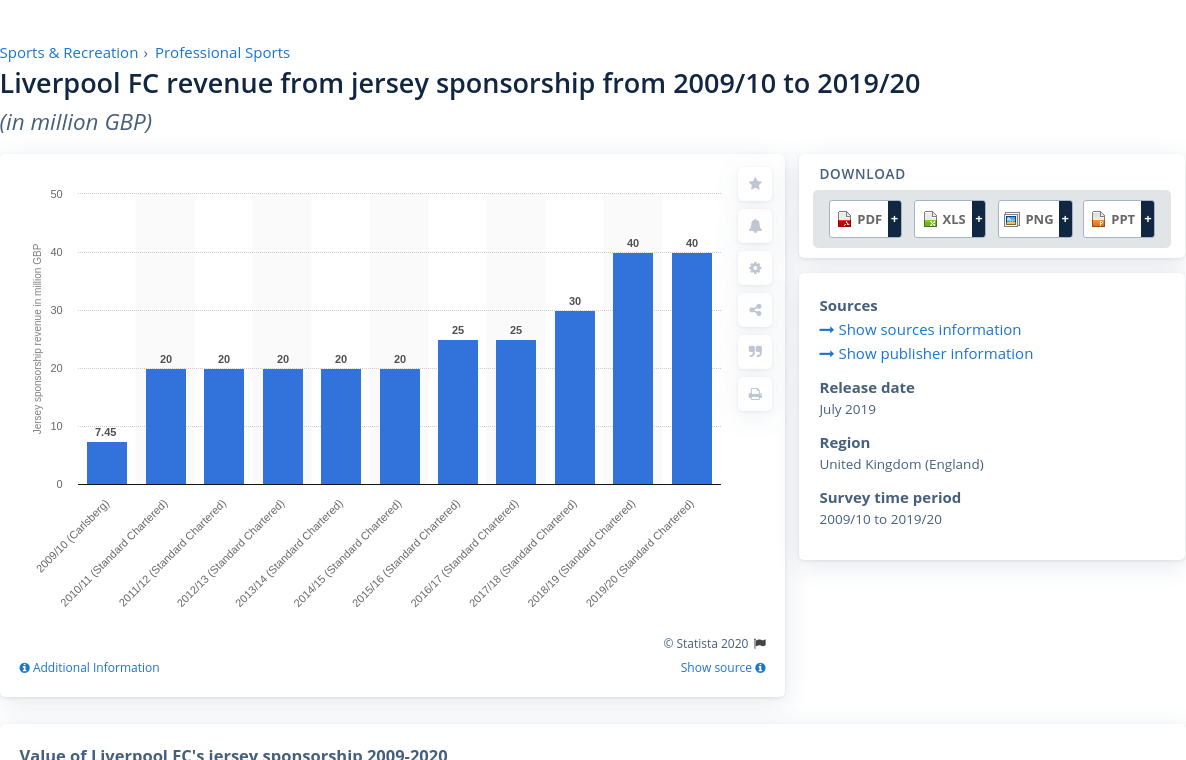 Sports & Recreation › Professional Sports
Liverpool FC revenue from jersey sponsorship from 2009/10 to 2019/20
(in million GBP)
Jersey sponsorship revenue in million GBP
50
40
30
20
10
0
7.45
20
20
20
20
20
25
25
30
40
40
2009/10 (Carlsberg)
2010/11 (Standard Chartered)
2011/12 (Standard Chartered)
2012/13 (Standard Chartered)
2013/14 (Standard Chartered)
2014/15 (Standard Chartered)
2015/16 (Standard Chartered)
2016/17 (Standard Chartered)
2017/18 (Standard Chartered)
2018/19 (Standard Chartered)
2019/20 (Standard Chartered)
© Statista 2020
Additional Information
Show source
DOWNLOAD
PDF + XLS + PNG + PPT +
Sources
Show sources information
Show publisher information
Release date
July 2019
Region
United Kingdom (England)
Survey time period
2009/10 to 2019/20
Value of Liverpool FC's jersey sponsorship 2009-2020